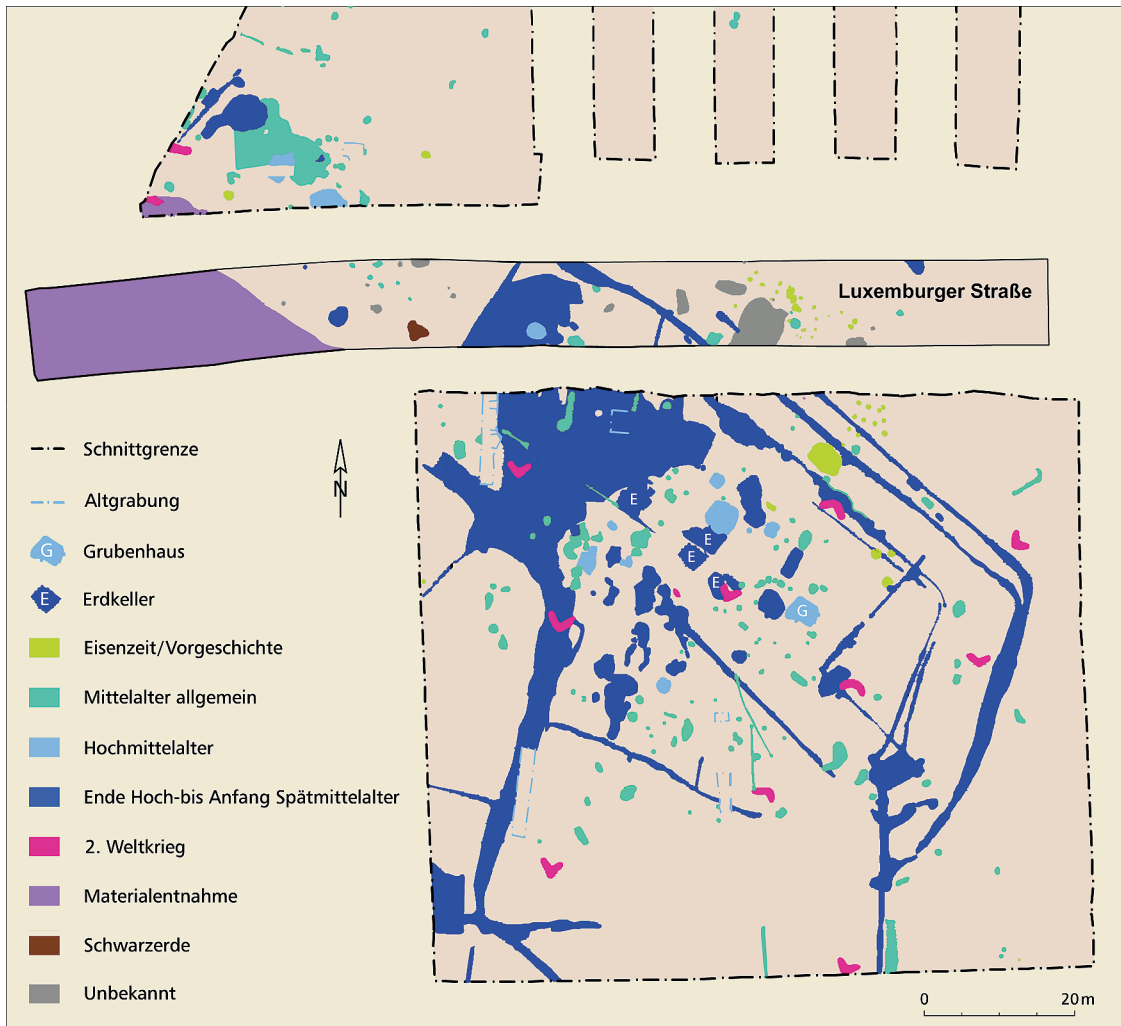 Luxemburger Straße
Schnittgrenze
Altgrabung
G Grubenhaus
E Erdkeller
Eisenzeit/Vorgeschichte
Mittelalter allgemein
Hochmittelalter
Ende Hoch-bis Anfang Spätmittelalter
2. Weltkrieg
Materialentnahme
Schwarzerde
Unbekannt
N
E
E
E
E
G
0 20 m